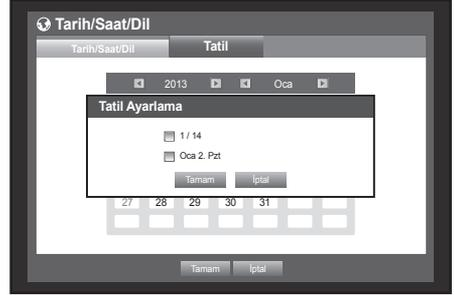 Tarih/Saat/Dil
Tarih/Saat/Dil Tatil
2013 Oca
Tatil Ayarlama
1 / 14
Oca 2. Pzt
Tamam İptal
27 28 29 30 31
Tamam İptal